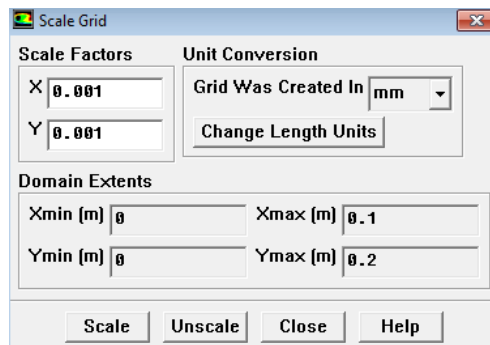 Scale Grid
Scale Factors
X 0.001
Y 0.001
Unit Conversion
Grid Was Created In mm
Change Length Units
Domain Extents
Xmin (m) 0 Xmax (m) 0.1
Ymin (m) 0 Ymax (m) 0.2
Scale Unscale Close Help